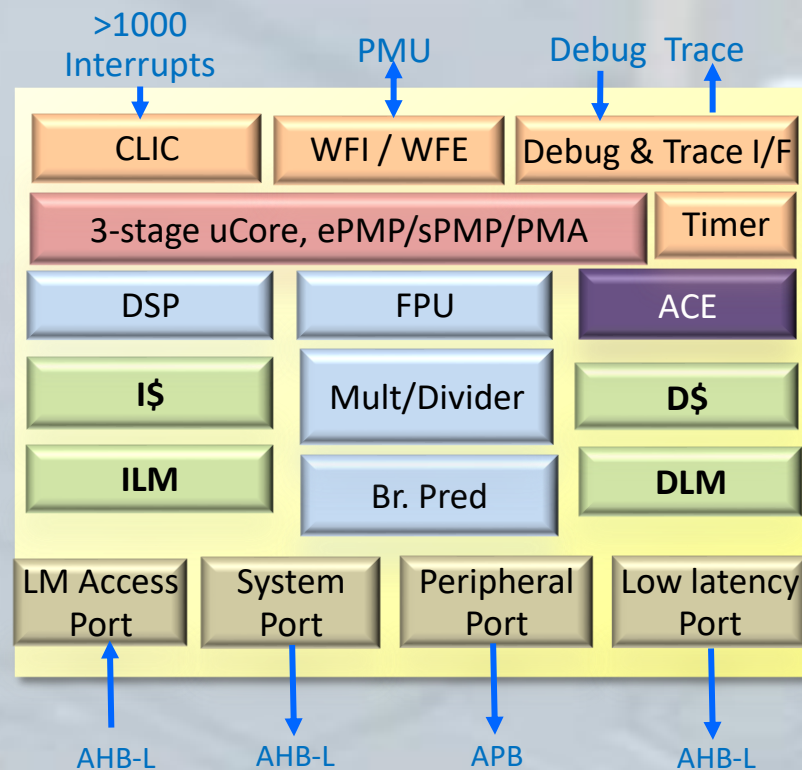 >1000
Interrupts
PMU
Debug
Trace
CLIC
WFI / WFE
Debug & Trace I/F
3-stage uCore, ePMP/sPMP/PMA
Timer
DSP
FPU
ACE
I$
Mult/Divider
D$
ILM
Br. Pred
DLM
LM Access
Port
System
Port
Peripheral
Port
Low latency
Port
AHB-L
AHB-L
APB
AHB-L